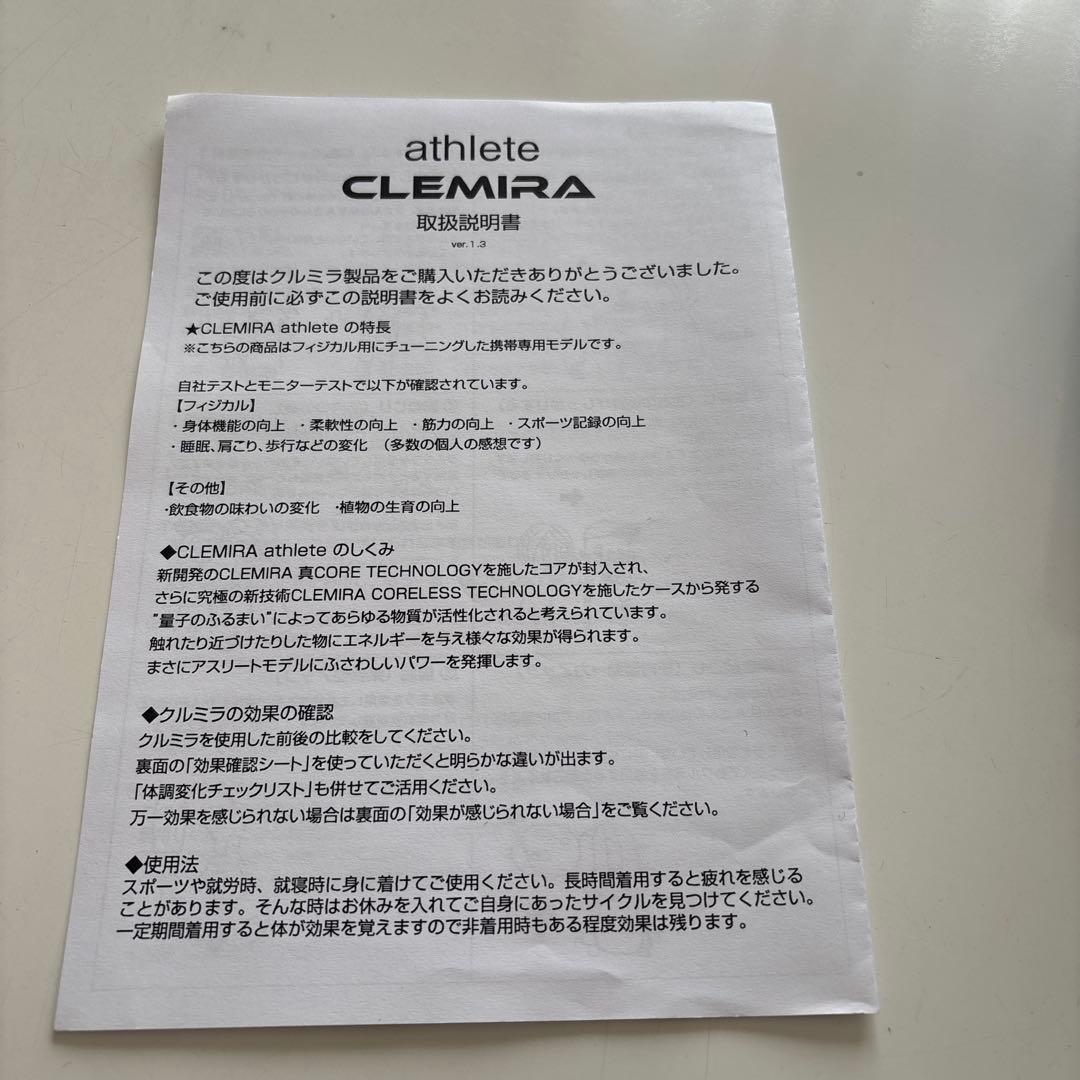 athlete
CLEMIRA
取扱説明書
ver.1.3
この度はクルミラ製品をご購入いただきありがとうございました。
ご使用前に必ずこの説明書をよくお読みください。
★CLEMIRA athlete の特長
※こちらの商品はフィジカル用にチューニングした携帯専用モデルです。
自社テストとモニターテストで以下が確認されています。
【フィジカル】
・身体機能の向上 ・柔軟性の向上 ・筋力の向上 ・スポーツ記録の向上
・睡眠、肩こり、歩行などの変化 (多数の個人の感想です)
【その他】
・飲食物の味わいの変化 ・植物の生育の向上
◆CLEMIRA athlete のしくみ
新開発のCLEMIRA 真CORE TECHNOLOGYを施したコアが封入され、
さらに究極の新技術CLEMIRA CORELESS TECHNOLOGYを施したケースから発する
"量子のふるまい"によってあらゆる物質が活性化されると考えられています。
触れたり近づけたりした物にエネルギーを与え様々な効果が得られます。
まさにアスリートモデルにふさわしいパワーを発揮します。
◆クルミラの効果の確認
クルミラを使用した前後の比較をしてください。
裏面の「効果確認シート」を使っていただくと明らかな違いが出ます。
「体調変化チェックリスト」も併せてご活用ください。
万一効果を感じられない場合は裏面の「効果が感じられない場合」をご覧ください。
◆使用法
スポーツや就労時、就寝時に身に着けてご使用ください。長時間着用すると疲れを感じる
ことがあります。そんな時はお休みを入れてご自身にあったサイクルを見つけてください。
一定期間着用すると体が効果を覚えますので非着用時もある程度効果は残ります。